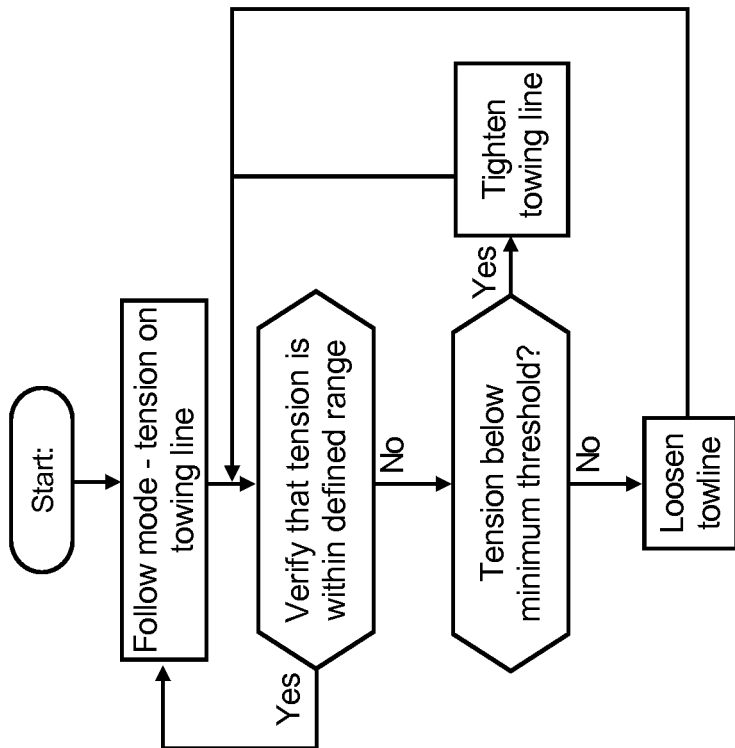 Start:
Follow mode - tension on
towing line
Verify that tension is
within defined range
Yes
No
Tension below
minimum threshold?
Yes
Tighten
towing line
No
Loosen
towline